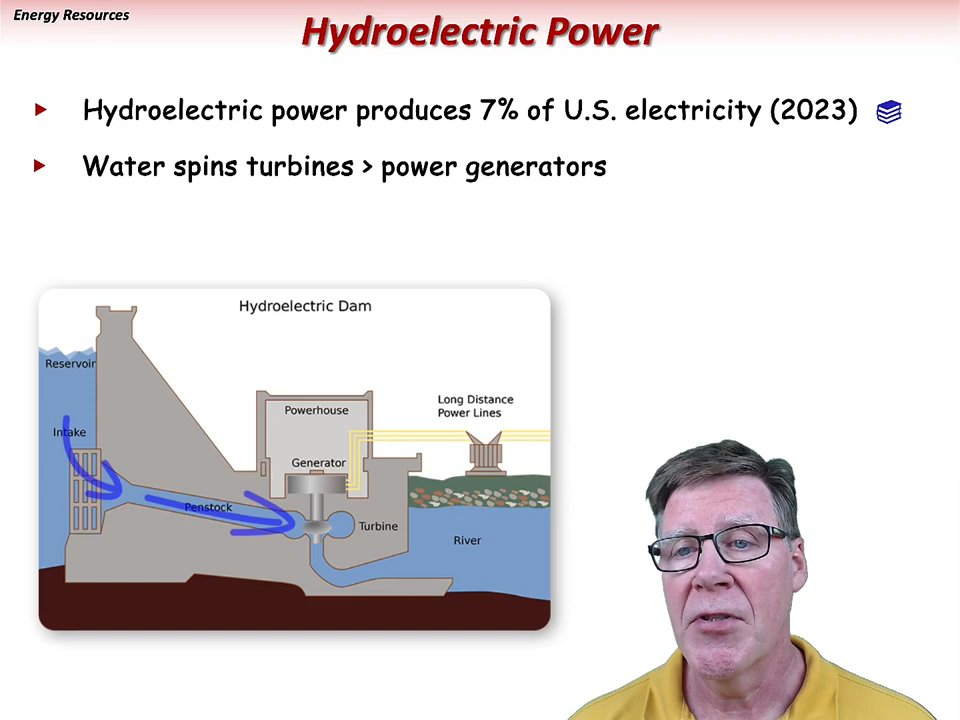 Energy Resources
Hydroelectric Power
Hydroelectric power produces 7% of U.S. electricity (2023)
Water spins turbines > power generators
Hydroelectric Dam
Reservoir
Intake
Penstock
Powerhouse
Generator
Turbine
Long Distance
Power Lines
River